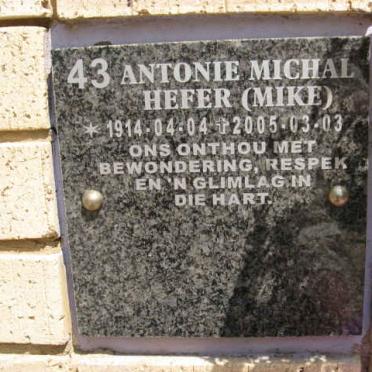 43 ANTONIE MICHAL
HEFER (MIKE)
* 1914-04-04 ✝2005-03-03
ONS ONTHOU MET
BEWONDERING, RESPEK
EN 'N GLIMLAG IN
DIE HART.